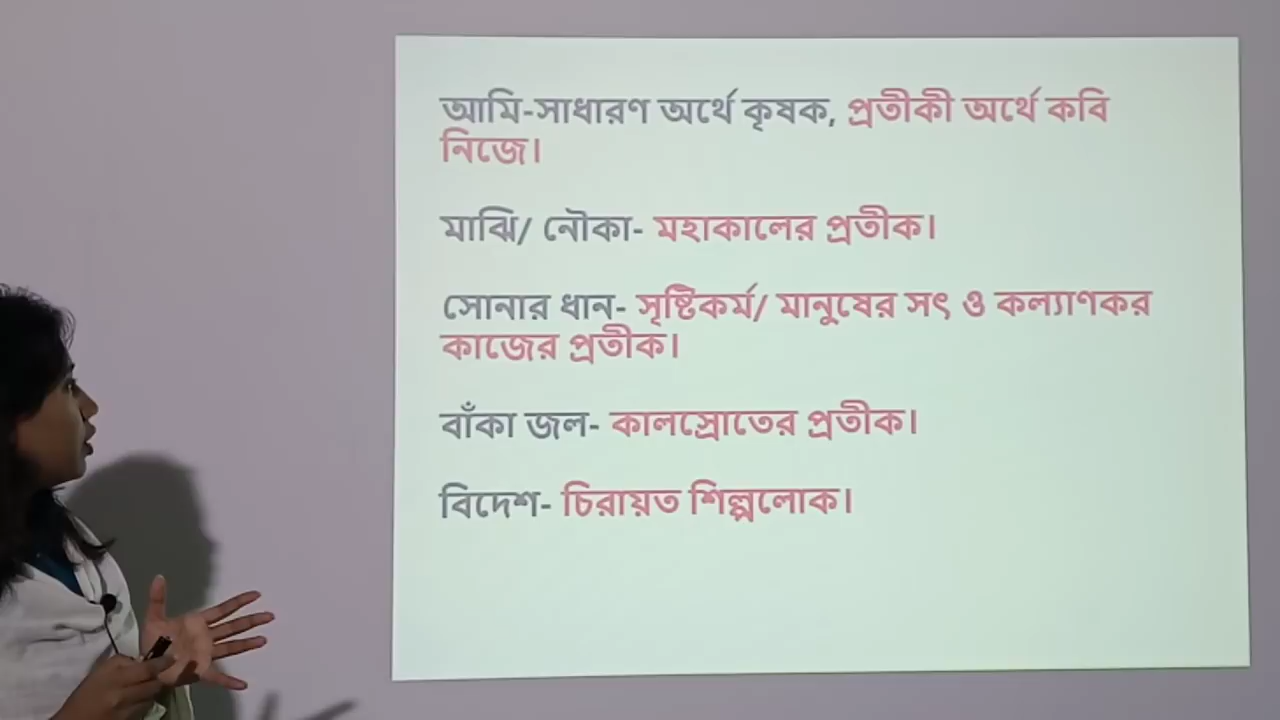 আমি-সাধারণ অর্থে কৃষক, প্রতীকী অর্থে কবি
নিজে।
মাঝি/ নৌকা- মহাকালের প্রতীক।
সোনার ধান- সৃষ্টিকর্ম/ মানুষের সৎ ও কল্যাণকর
কাজের প্রতীক।
বাঁকা জল- কালস্রোতের প্রতীক।
বিদেশ- চিরায়ত শিল্পলোক।